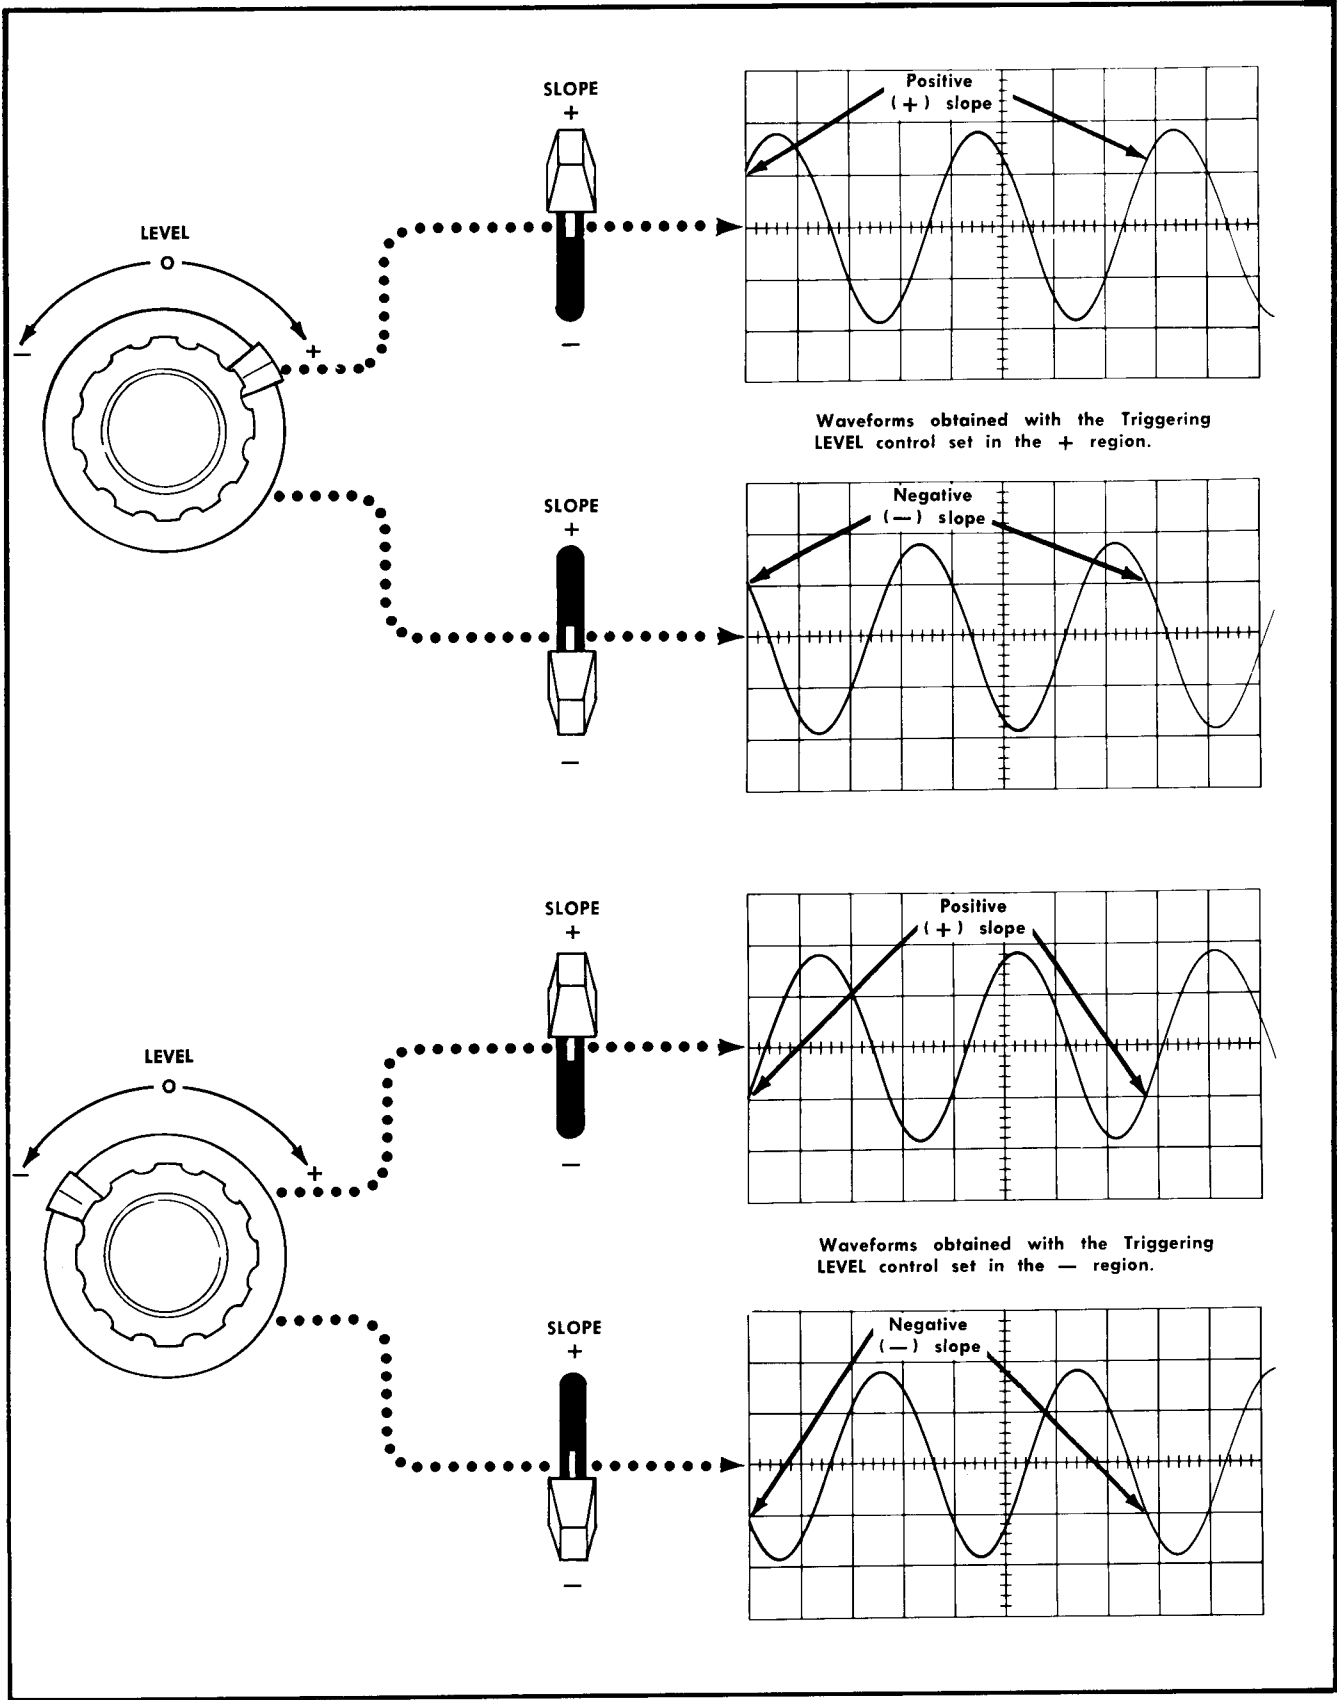 SLOPE
+
−
Positive
(+) slope
LEVEL
O
−
+
Waveforms obtained with the Triggering
LEVEL control set in the + region.
SLOPE
+
−
Negative
(−) slope
SLOPE
+
−
Positive
(+) slope
LEVEL
O
−
+
Waveforms obtained with the Triggering
LEVEL control set in the − region.
SLOPE
+
−
Negative
(−) slope